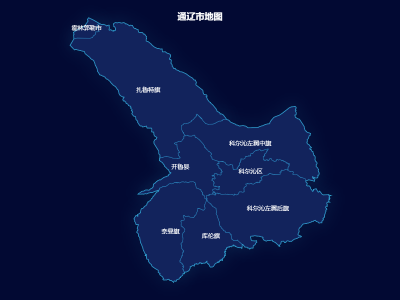 通辽市地图
霍林郭勒市
扎鲁特旗
科尔沁左翼中旗
开鲁县
科尔沁区
科尔沁左翼后旗
奈曼旗
库伦旗